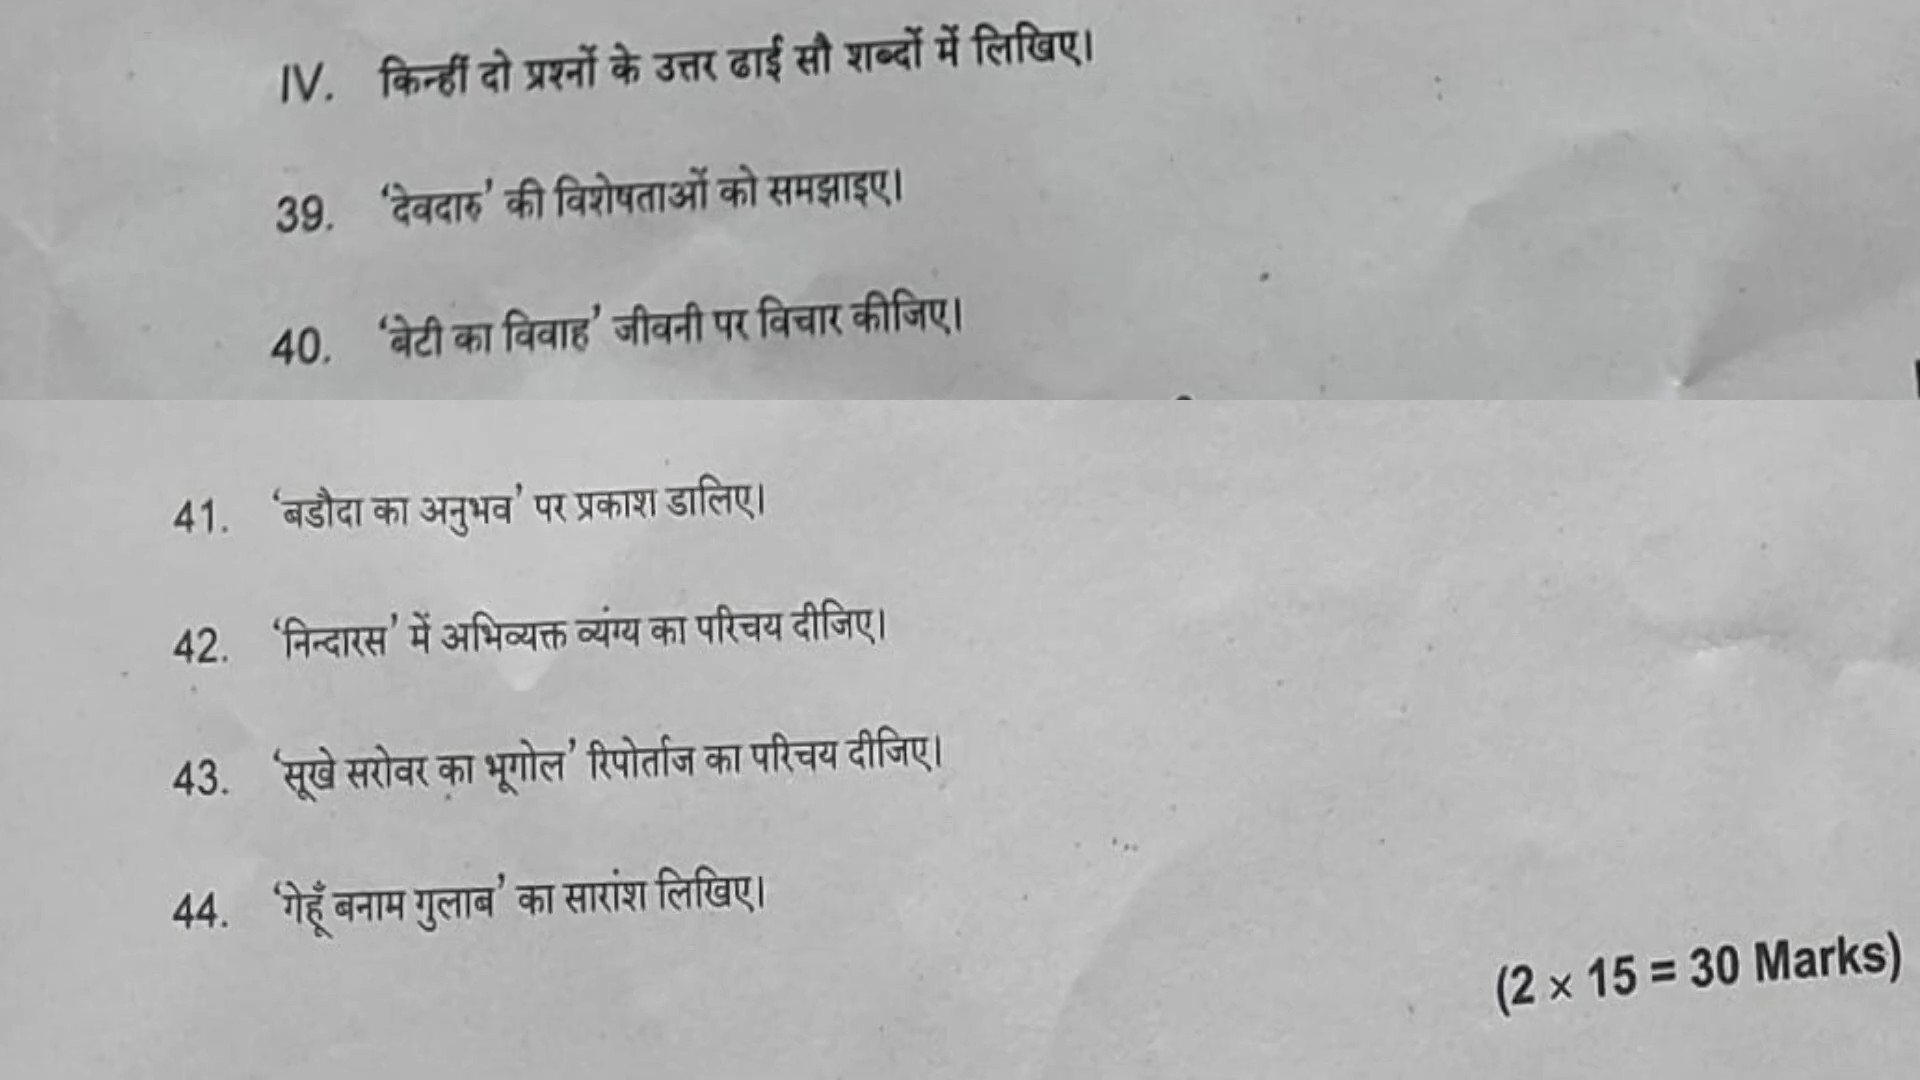 IV. किन्हीं दो प्रश्नों के उत्तर ढाई सौ शब्दों में लिखिए।
39. ‘देवदारु’ की विशेषताओं को समझाइए।
40. ‘बेटी का विवाह’ जीवनी पर विचार कीजिए।
41. ‘बडौदा का अनुभव’ पर प्रकाश डालिए।
42. ‘निन्दारस’ में अभिव्यक्त व्यंग्य का परिचय दीजिए।
43. ‘सूखे सरोवर का भूगोल’ रिपोर्ताज का परिचय दीजिए।
44. ‘गेहूँ बनाम गुलाब’ का सारांश लिखिए।
(2 × 15 = 30 Marks)